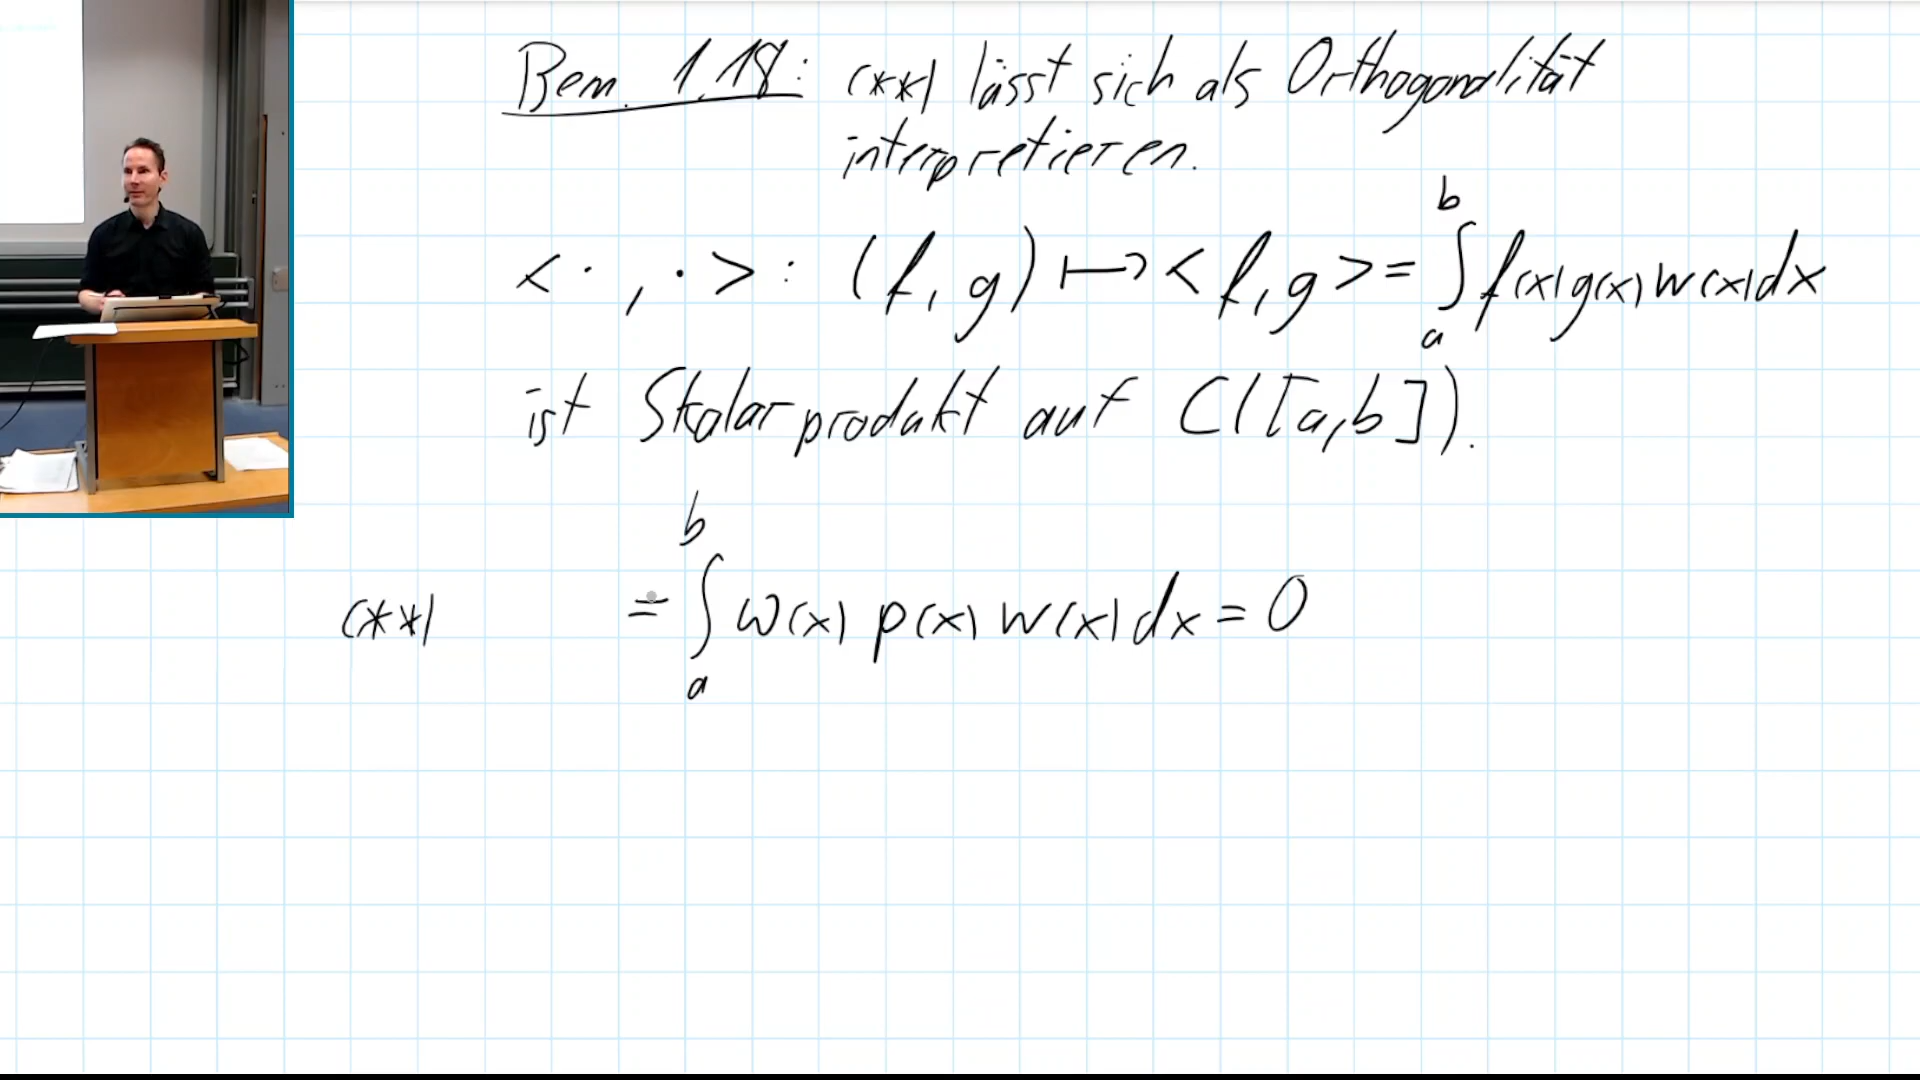 Bem. 1.18: (**) lässt sich als Orthogonalität
interpretieren.
<·,·>: (f,g) ↦ <f,g> = ∫_a^b f(x)g(x)w(x)dx
ist Skalarprodukt auf C([a,b]).
(**) = ∫_a^b ω(x) p(x) w(x) dx = 0